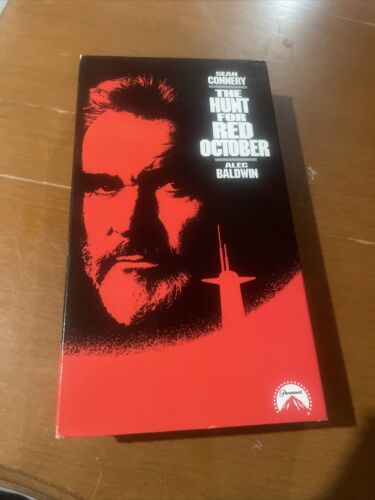 SEAN
CONNERY
THE
HUNT
FOR
RED
OCTOBER
ALEC
BALDWIN
Paramount